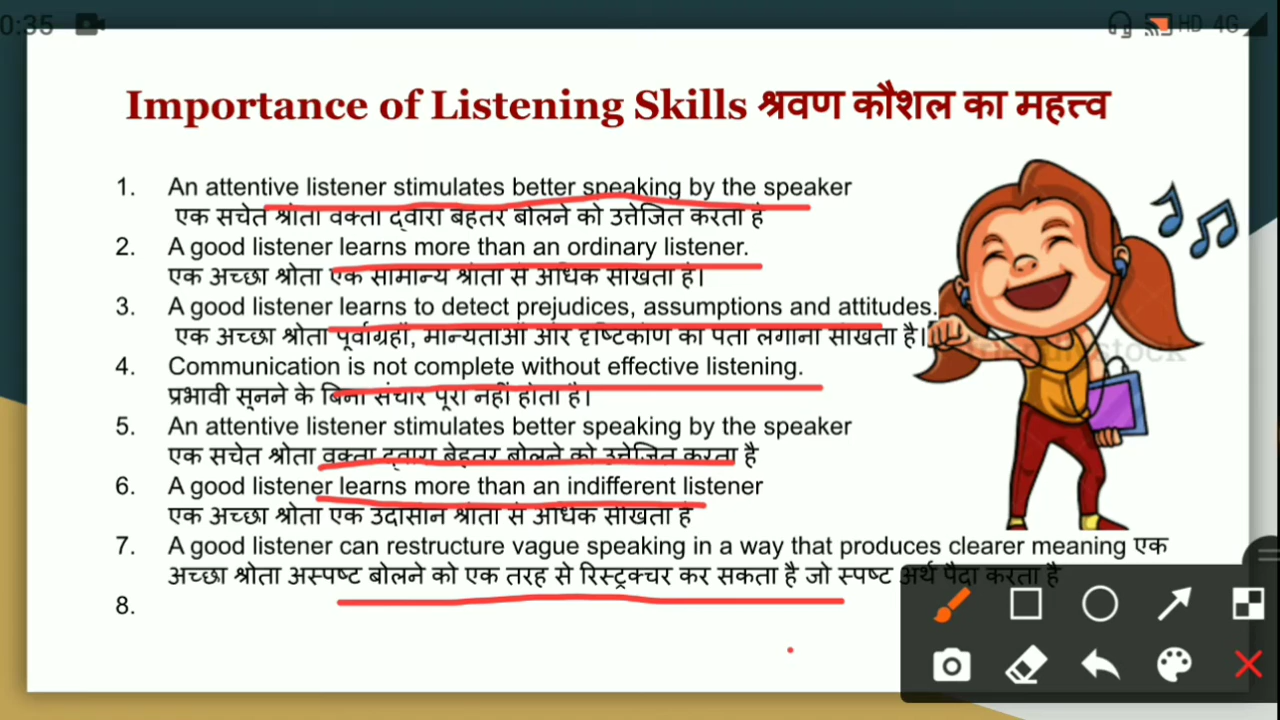 0:35
HD 4G
Importance of Listening Skills श्रवण कौशल का महत्त्व
1. An attentive listener stimulates better speaking by the speaker
एक सचेत श्रोता वक्ता द्वारा बेहतर बोलने को उत्तेजित करता है
2. A good listener learns more than an ordinary listener.
एक अच्छा श्रोता एक सामान्य श्रोता से अधिक सीखता है।
3. A good listener learns to detect prejudices, assumptions and attitudes.
एक अच्छा श्रोता पूर्वाग्रहों, मान्यताओं और दृष्टिकोण का पता लगाना सीखता है।
4. Communication is not complete without effective listening.
प्रभावी सुनने के बिना संचार पूरा नहीं होता है।
5. An attentive listener stimulates better speaking by the speaker
एक सचेत श्रोता वक्ता द्वारा बेहतर बोलने को उत्तेजित करता है
6. A good listener learns more than an indifferent listener
एक अच्छा श्रोता एक उदासीन श्रोता से अधिक सीखता है
7. A good listener can restructure vague speaking in a way that produces clearer meaning एक
अच्छा श्रोता अस्पष्ट बोलने को एक तरह से रिस्ट्रक्चर कर सकता है जो स्पष्ट अर्थ पैदा करता है
8.